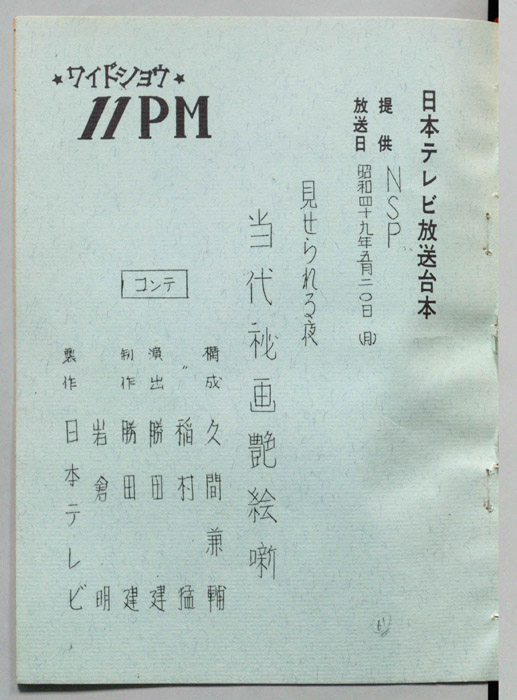 日本テレビ放送台本
提供 NSP
放送日 昭和四十九年五月二〇日(月)
見せられる夜
当代祕画艶絵噺
★ワイドショウ★
11PM
コンテ
構成 久間兼輔
〃 稲村猛
演出 勝田建
制作 勝田建
岩倉明
製作 日本テレビ